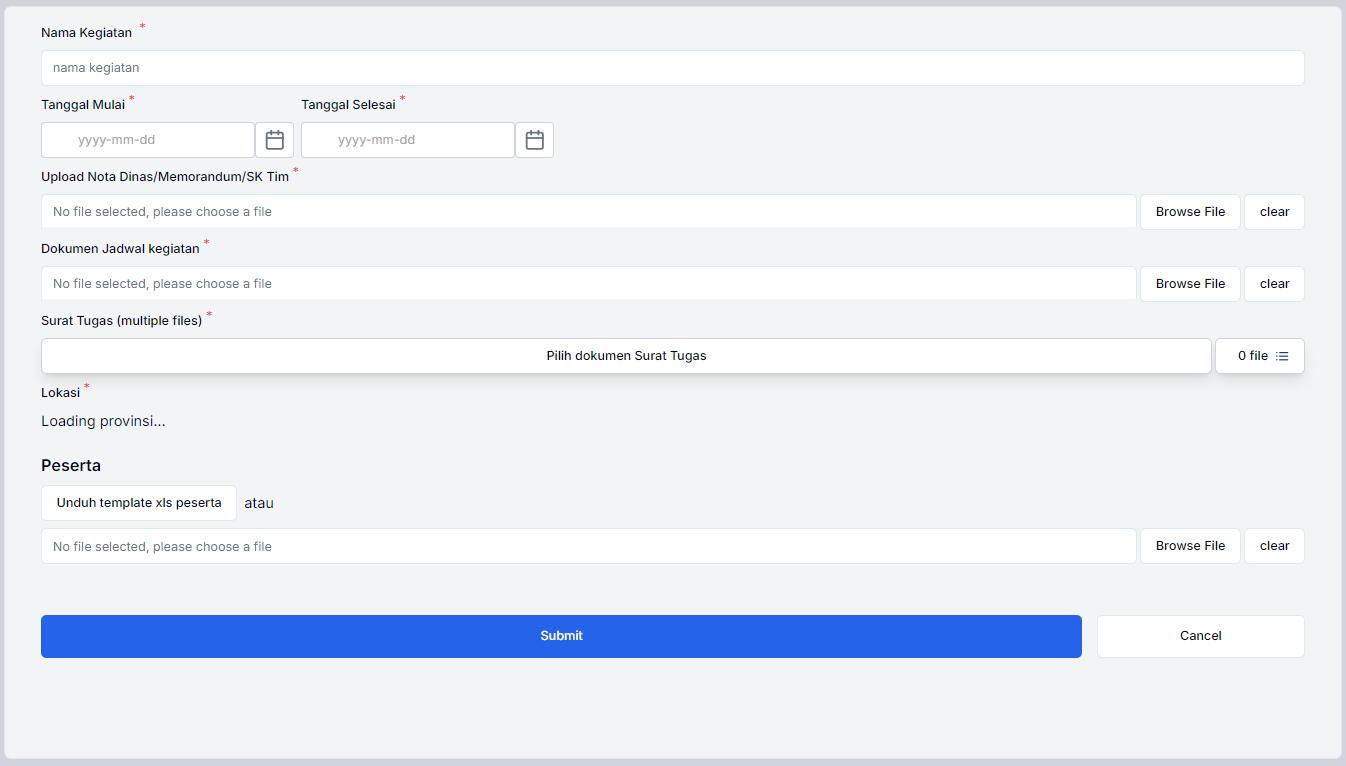 Nama Kegiatan *
nama kegiatan
Tanggal Mulai * Tanggal Selesai *
yyyy-mm-dd yyyy-mm-dd
Upload Nota Dinas/Memorandum/SK Tim *
No file selected, please choose a file Browse File clear
Dokumen Jadwal kegiatan *
No file selected, please choose a file Browse File clear
Surat Tugas (multiple files) *
Pilih dokumen Surat Tugas 0 file
Lokasi *
Loading provinsi...
Peserta
Unduh template xls peserta atau
No file selected, please choose a file Browse File clear
Submit Cancel